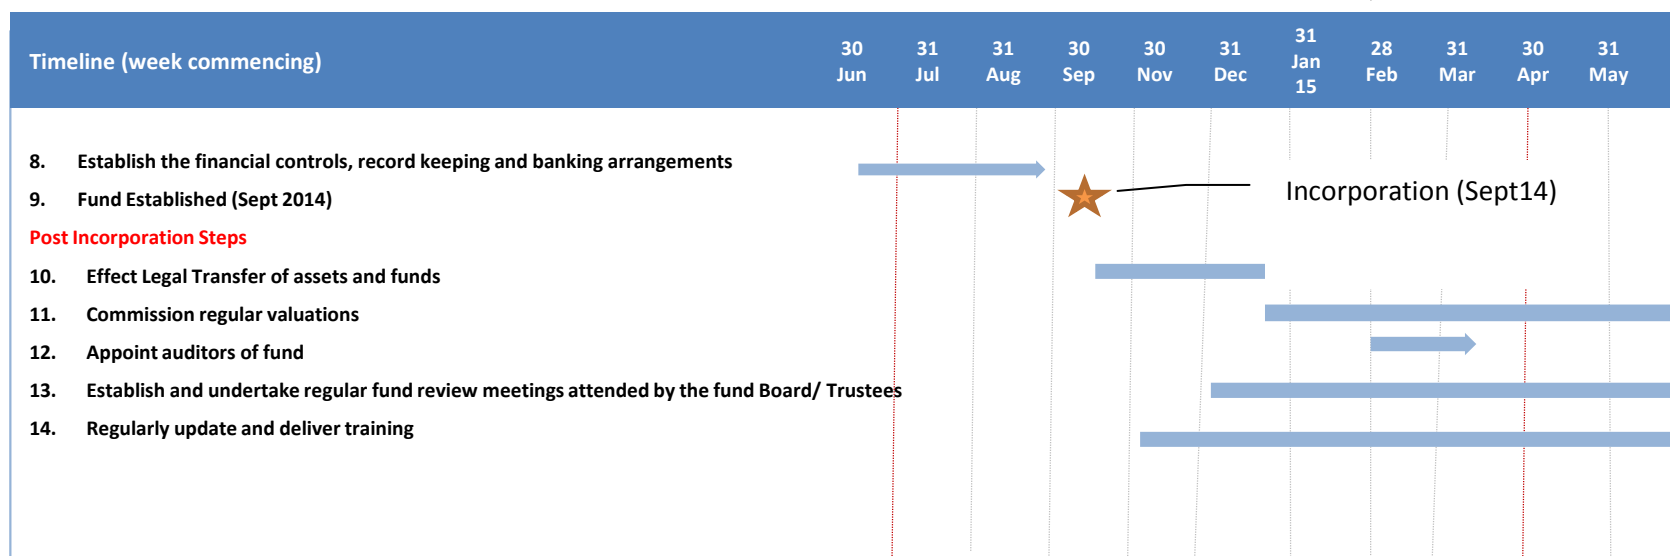 Timeline (week commencing) 30 Jun 31 Jul 31 Aug 30 Sep 30 Nov 31 Dec 31 Jan 15 28 Feb 31 Mar 30 Apr 31 May
8. Establish the financial controls, record keeping and banking arrangements
9. Fund Established (Sept 2014)
Incorporation (Sept14)
Post Incorporation Steps
10. Effect Legal Transfer of assets and funds
11. Commission regular valuations
12. Appoint auditors of fund
13. Establish and undertake regular fund review meetings attended by the fund Board/ Trustees
14. Regularly update and deliver training